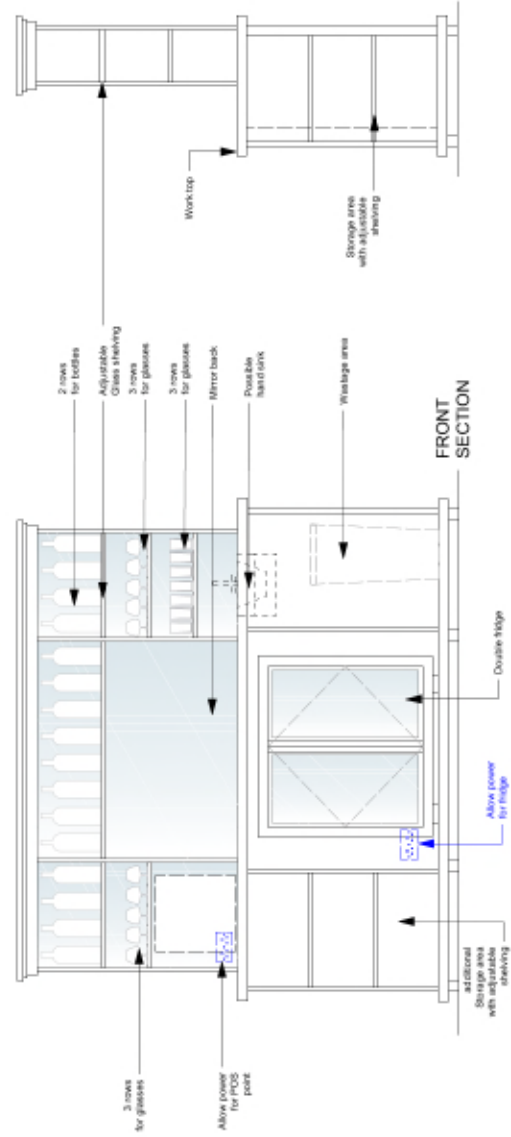 Work top
Storage area
with adjustable
shelving
2 rows
for bottles
Adjustable
Glass shelving
3 rows
for glasses
3 rows
for glasses
Mirror back
Possible
hand sink
Wastage area
FRONT
SECTION
Double fridge
Allow power
for fridge
additional
Storage area
with adjustable
shelving
3 rows
for glasses
Allow power
for POS
point